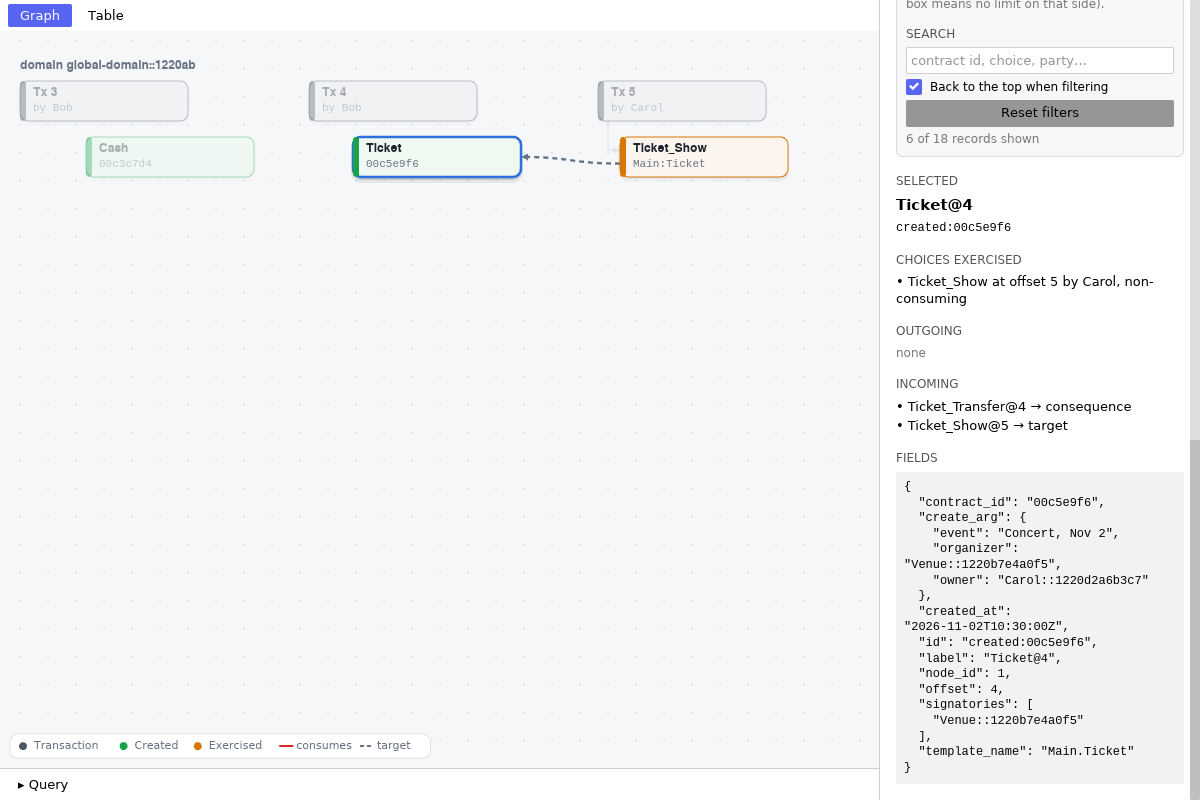 Graph
Table
domain global-domain::1220ab
Tx 3
by Bob
Tx 4
by Bob
Tx 5
by Carol
Cash
00c3c7d4
Ticket
00c5e9f6
Ticket_Show
Main:Ticket
Transaction
Created
Exercised
consumes
target
▸ Query
box means no limit on that side).
SEARCH
contract id, choice, party…
Back to the top when filtering
Reset filters
6 of 18 records shown
SELECTED
Ticket@4
created:00c5e9f6
CHOICES EXERCISED
• Ticket_Show at offset 5 by Carol, non-
consuming
OUTGOING
none
INCOMING
• Ticket_Transfer@4 → consequence
• Ticket_Show@5 → target
FIELDS
{
"contract_id": "00c5e9f6",
"create_arg": {
"event": "Concert, Nov 2",
"organizer":
"Venue::1220b7e4a0f5",
"owner": "Carol::1220d2a6b3c7"
},
"created_at":
"2026-11-02T10:30:00Z",
"id": "created:00c5e9f6",
"label": "Ticket@4",
"node_id": 1,
"offset": 4,
"signatories": [
"Venue::1220b7e4a0f5"
],
"template_name": "Main.Ticket"
}